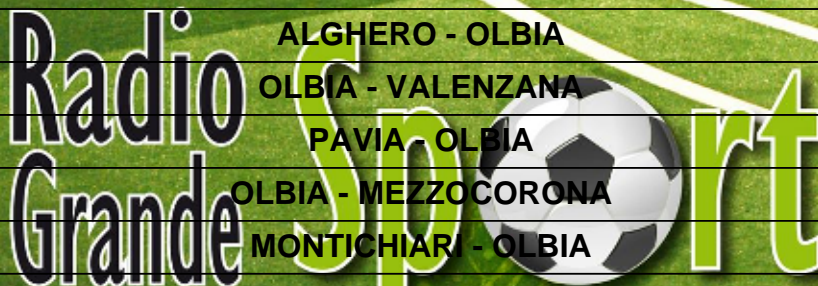 Radio
Grande
Sport
ALGHERO - OLBIA
OLBIA - VALENZANA
PAVIA - OLBIA
OLBIA - MEZZOCORONA
MONTICHIARI - OLBIA